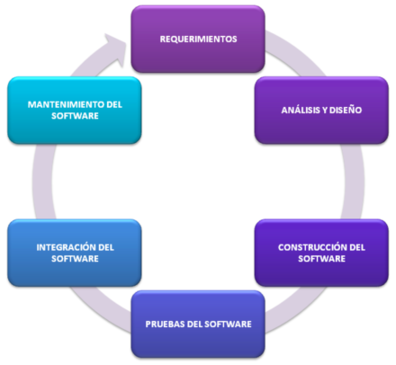 REQUERIMIENTOS
ANÁLISIS Y DISEÑO
CONSTRUCCIÓN DEL
SOFTWARE
PRUEBAS DEL SOFTWARE
INTEGRACIÓN DEL
SOFTWARE
MANTENIMIENTO DEL
SOFTWARE